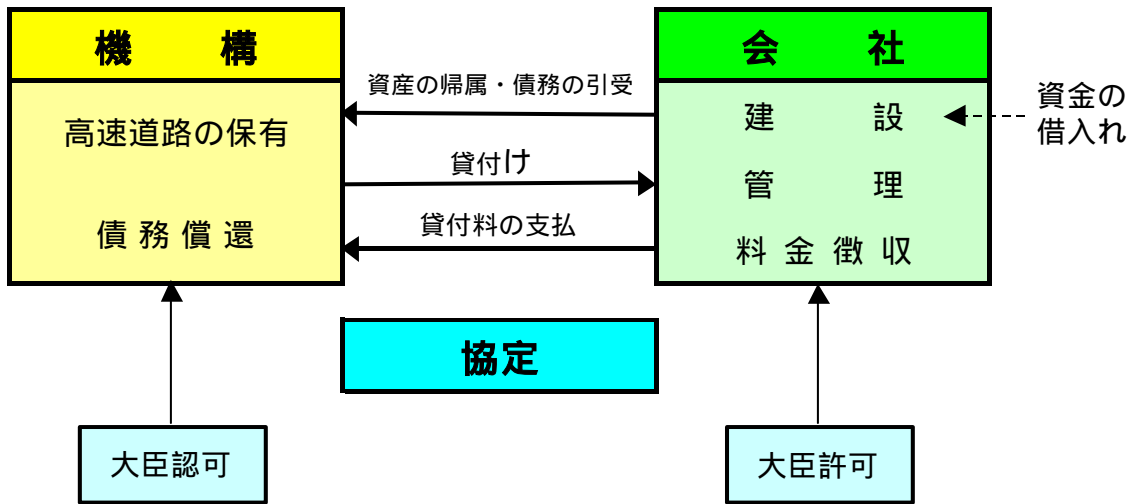 機構
高速道路の保有
債務償還
資産の帰属・債務の引受
貸付け
貸付料の支払
協定
会社
建設
管理
料金徴収
資金の
借入れ
大臣認可
大臣許可